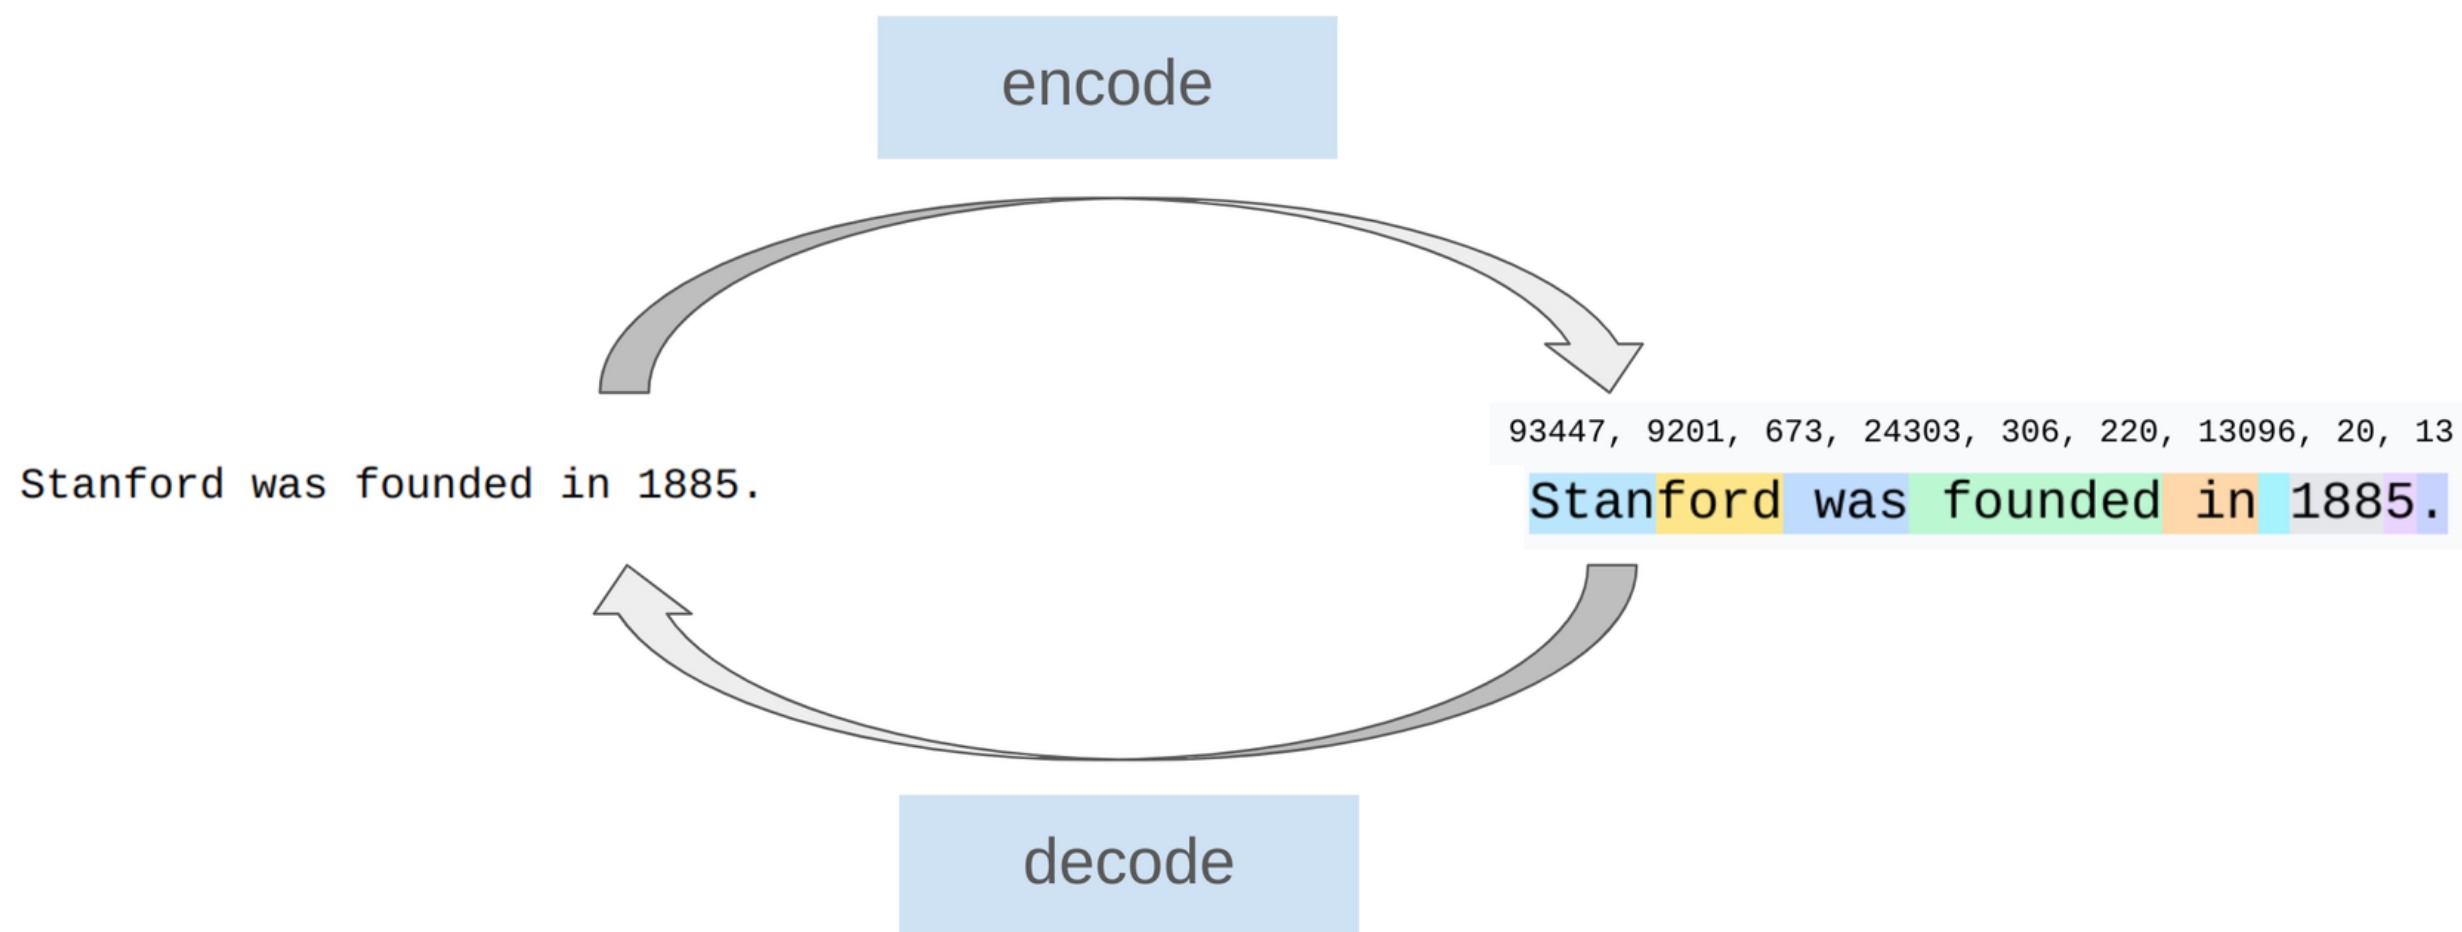 encode
93447, 9201, 673, 24303, 306, 220, 13096, 20, 13
Stanford was founded in 1885.
Stanford was founded in 1885.
decode